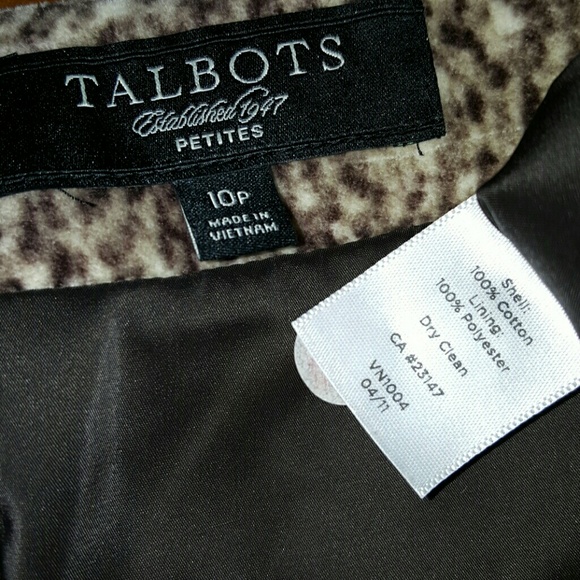 TALBOTS
Established 1947
PETITES
10P
MADE IN
VIETNAM
Shell:
100% Cotton
Lining:
100% Polyester
Dry Clean
CA #23147
VN1004
04/11